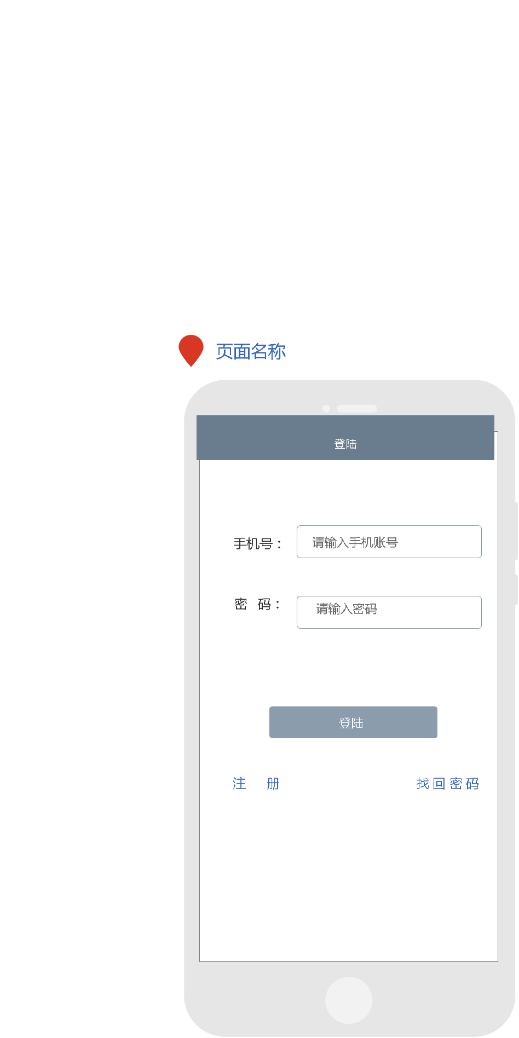 页面名称
登陆
手机号： 请输入手机账号
密 码： 请输入密码
登陆
注 册 找回密码